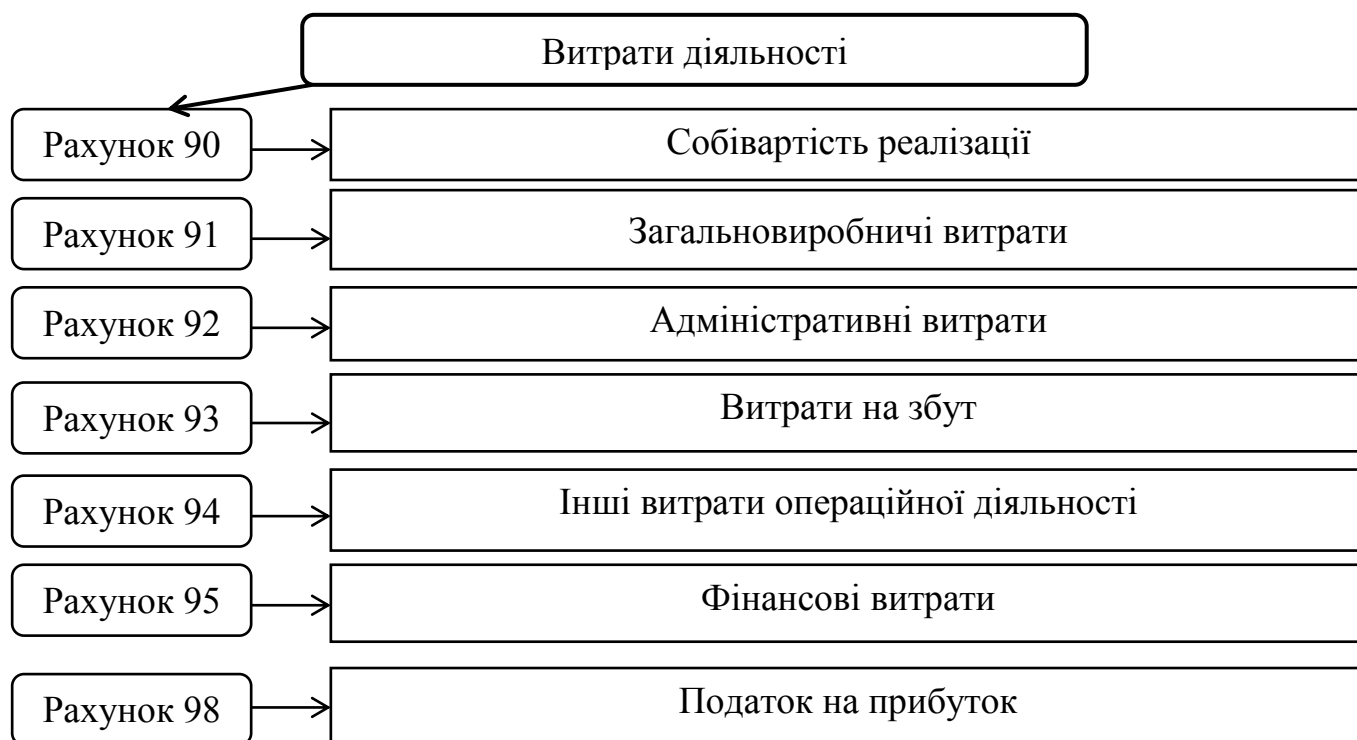 Витрати діяльності
Рахунок 90
Собівартість реалізації
Рахунок 91
Загальновиробничі витрати
Рахунок 92
Адміністративні витрати
Рахунок 93
Витрати на збут
Рахунок 94
Інші витрати операційної діяльності
Рахунок 95
Фінансові витрати
Рахунок 98
Податок на прибуток